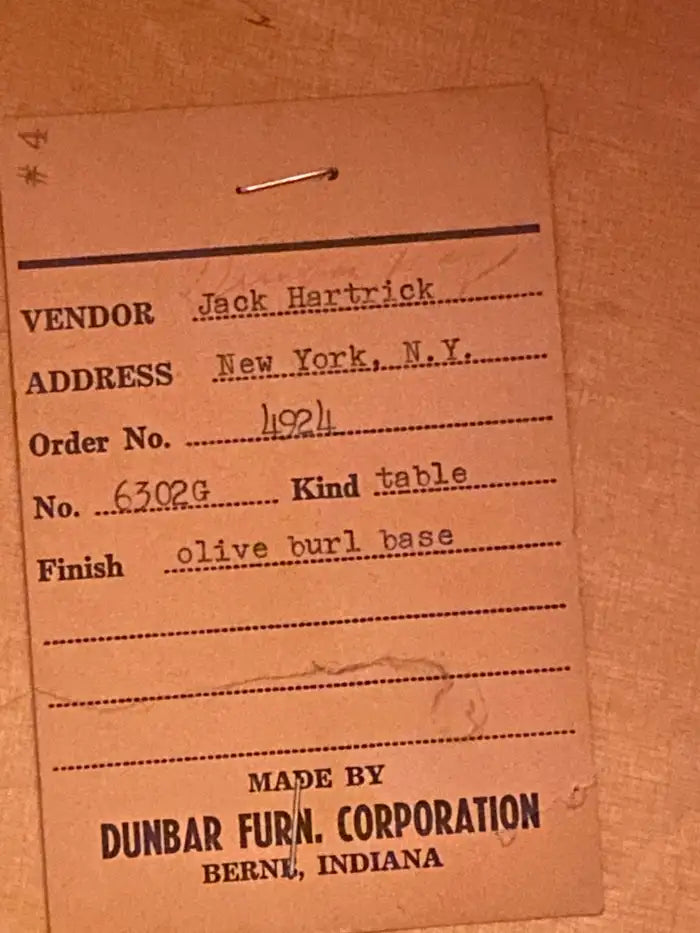 # 4
VENDOR Jack Hartrick
ADDRESS New York, N.Y.
Order No. 4924
No. 6302G Kind table
Finish olive burl base
MADE BY
DUNBAR FURN. CORPORATION
BERNE, INDIANA